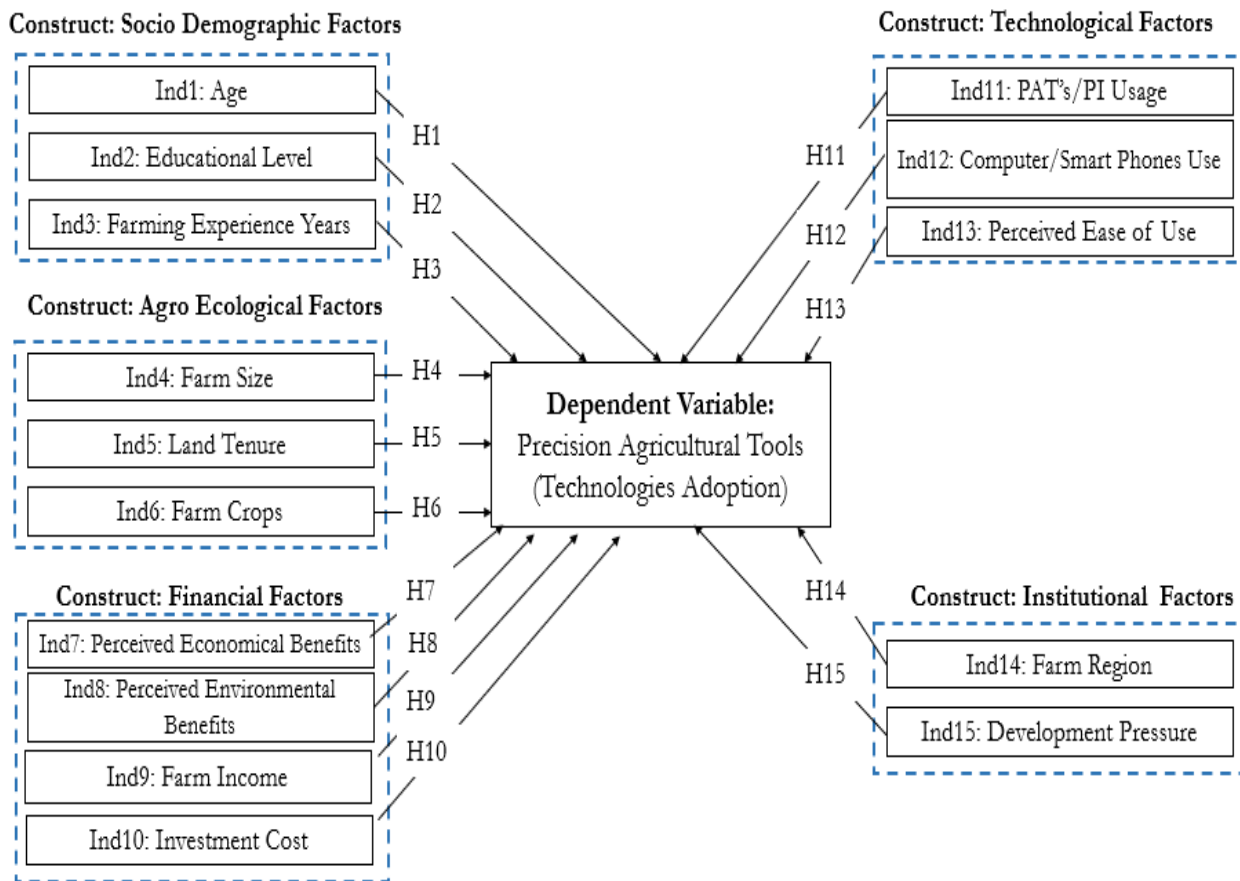 Construct: Socio Demographic Factors
Ind1: Age
Ind2: Educational Level
Ind3: Farming Experience Years
H1
H2
H3
Construct: Agro Ecological Factors
Ind4: Farm Size
Ind5: Land Tenure
Ind6: Farm Crops
H4
H5
H6
Construct: Financial Factors
Ind7: Perceived Economical Benefits
Ind8: Perceived Environmental
Benefits
Ind9: Farm Income
Ind10: Investment Cost
H7
H8
H9
H10
Dependent Variable:
Precision Agricultural Tools
(Technologies Adoption)
Construct: Technological Factors
Ind11: PAT's/PI Usage
Ind12: Computer/Smart Phones Use
Ind13: Perceived Ease of Use
H11
H12
H13
Construct: Institutional Factors
Ind14: Farm Region
Ind15: Development Pressure
H14
H15